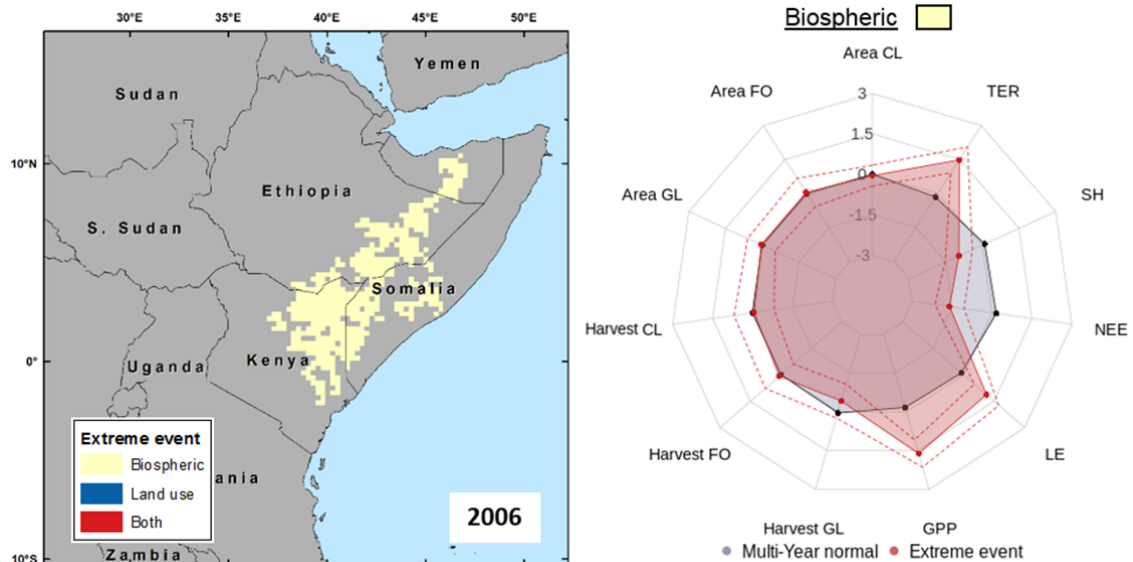 30°E 35°E 40°E 45°E 50°E
10°N
0°
10°S
Yemen
Sudan
Ethiopia
S. Sudan
Somalia
Uganda
Kenya
ania
Zambia
Extreme event
Biospheric
Land use
Both
2006
Biospheric
Area CL
TER
SH
NEE
LE
GPP
Harvest GL
Harvest FO
Harvest CL
Area GL
Area FO
3
1.5
0
-1.5
-3
Multi-Year normal
Extreme event